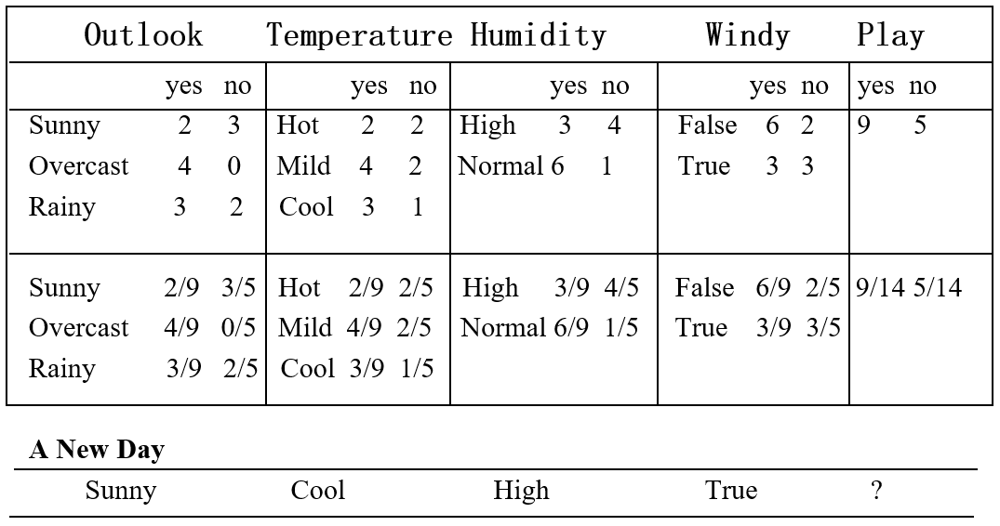 Outlook Temperature Humidity Windy Play
yes no yes no yes no yes no yes no
Sunny 2 3 Hot 2 2 High 3 4 False 6 2 9 5
Overcast 4 0 Mild 4 2 Normal 6 1 True 3 3
Rainy 3 2 Cool 3 1
Sunny 2/9 3/5 Hot 2/9 2/5 High 3/9 4/5 False 6/9 2/5 9/14 5/14
Overcast 4/9 0/5 Mild 4/9 2/5 Normal 6/9 1/5 True 3/9 3/5
Rainy 3/9 2/5 Cool 3/9 1/5
A New Day
Sunny Cool High True ?